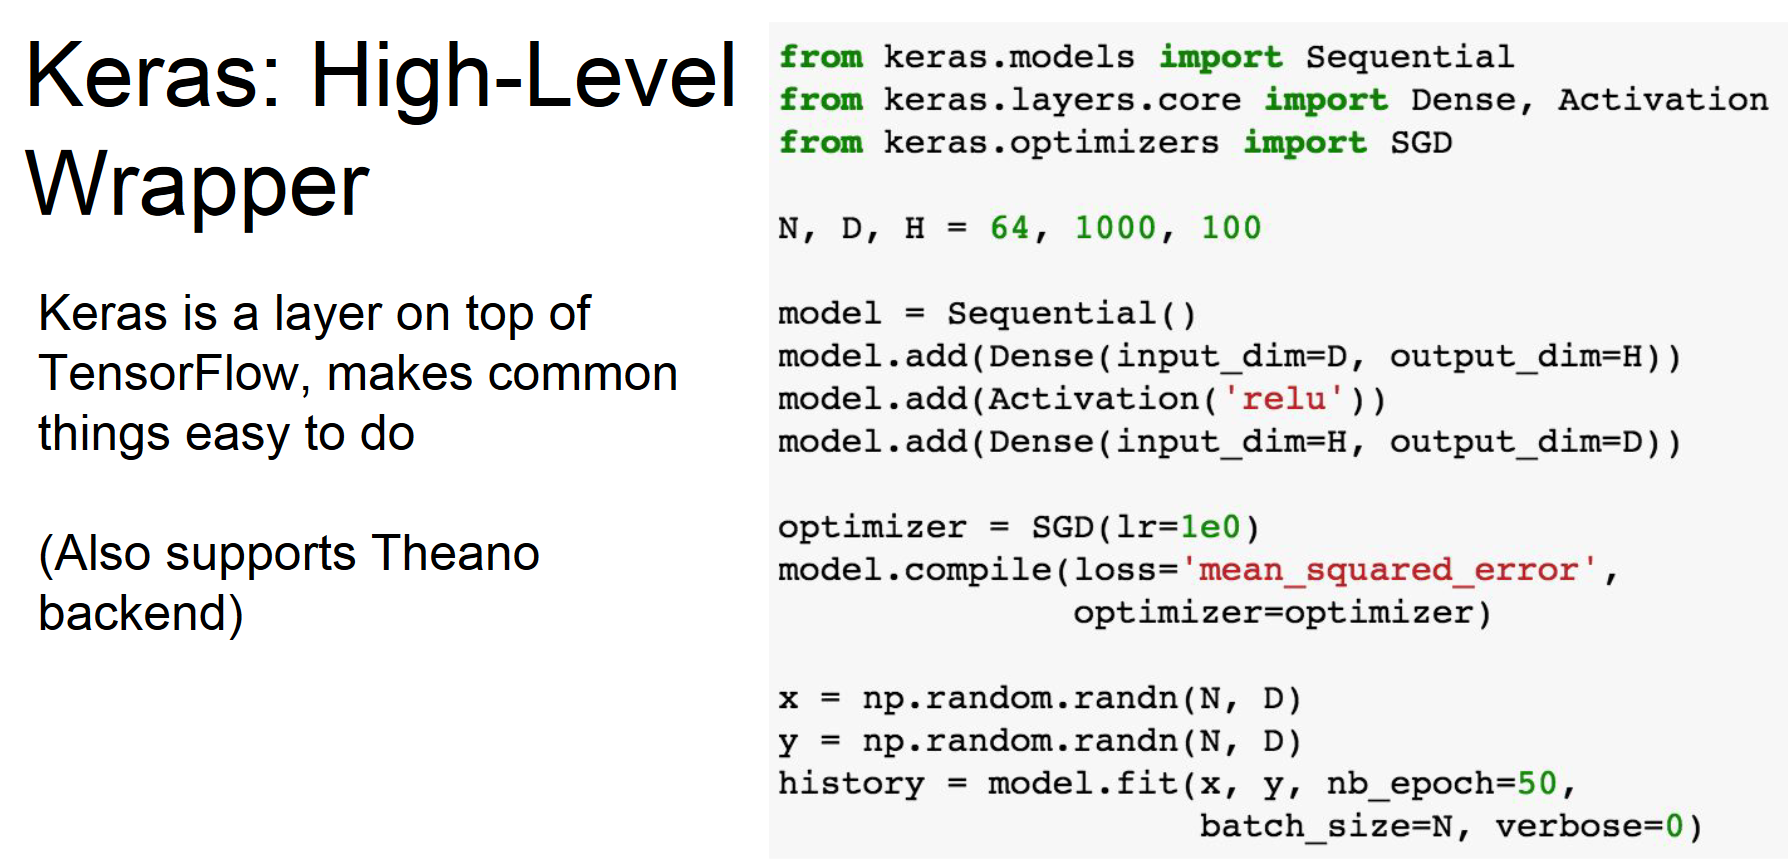 Keras: High-Level
Wrapper
Keras is a layer on top of
TensorFlow, makes common
things easy to do
(Also supports Theano
backend)
from keras.models import Sequential
from keras.layers.core import Dense, Activation
from keras.optimizers import SGD
N, D, H = 64, 1000, 100
model = Sequential()
model.add(Dense(input_dim=D, output_dim=H))
model.add(Activation('relu'))
model.add(Dense(input_dim=H, output_dim=D))
optimizer = SGD(lr=1e0)
model.compile(loss='mean_squared_error',
optimizer=optimizer)
x = np.random.randn(N, D)
y = np.random.randn(N, D)
history = model.fit(x, y, nb_epoch=50,
batch_size=N, verbose=0)